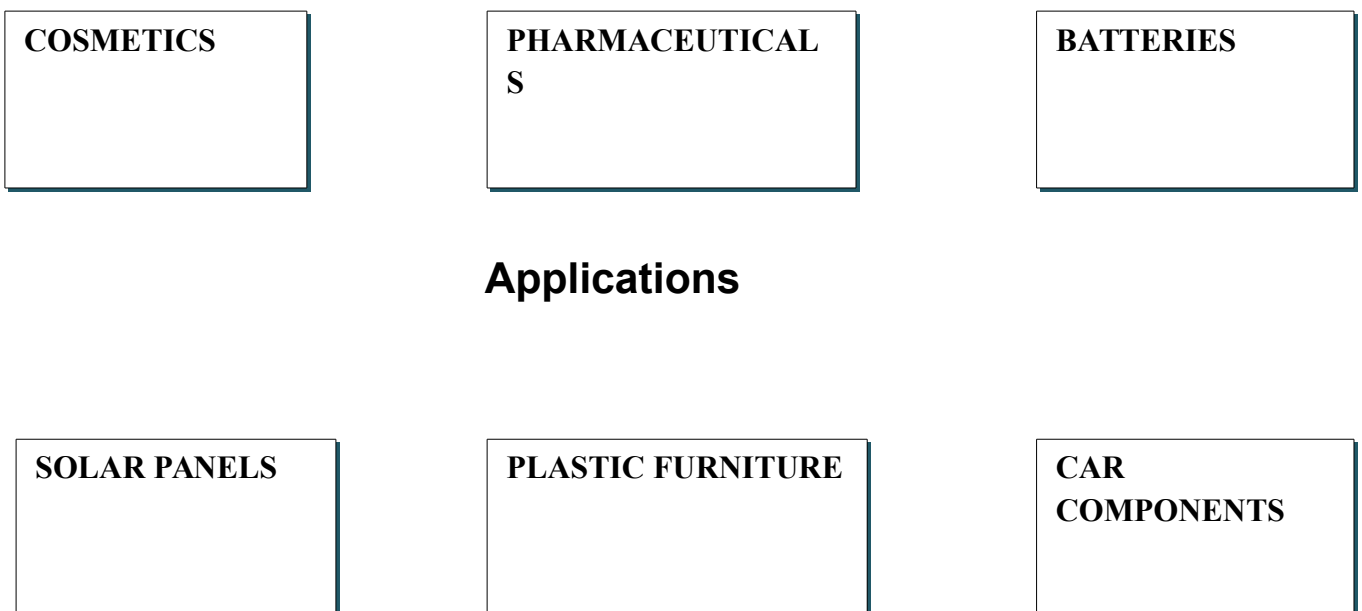 COSMETICS
PHARMACEUTICAL
S
BATTERIES
Applications
SOLAR PANELS
PLASTIC FURNITURE
CAR
COMPONENTS